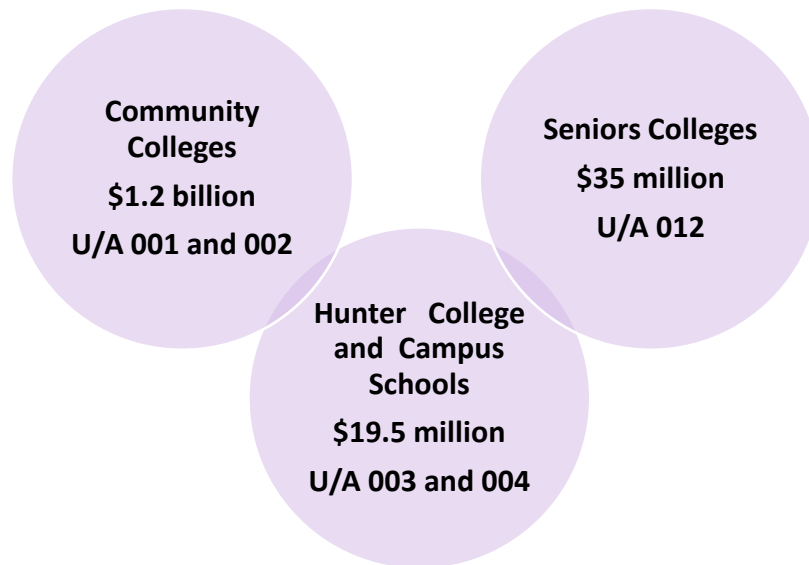 Community
Colleges
$1.2 billion
U/A 001 and 002
Seniors Colleges
$35 million
U/A 012
Hunter College
and Campus
Schools
$19.5 million
U/A 003 and 004